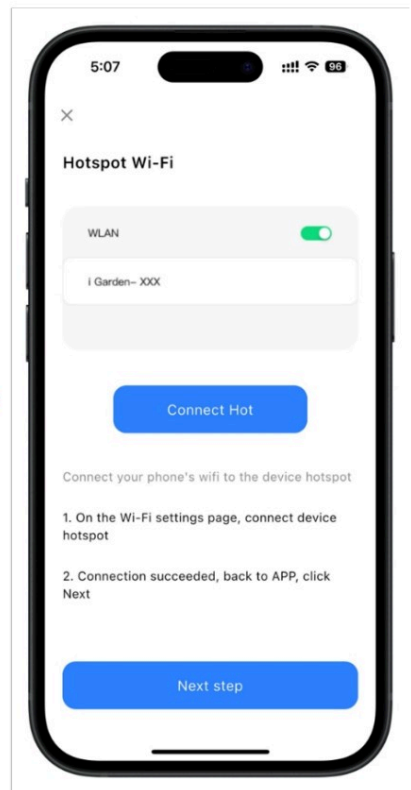 5:07
96
Hotspot Wi-Fi
WLAN
i Garden– XXX
Connect Hot
Connect your phone's wifi to the device hotspot
1. On the Wi-Fi settings page, connect device
hotspot
2. Connection succeeded, back to APP, click
Next
Next step